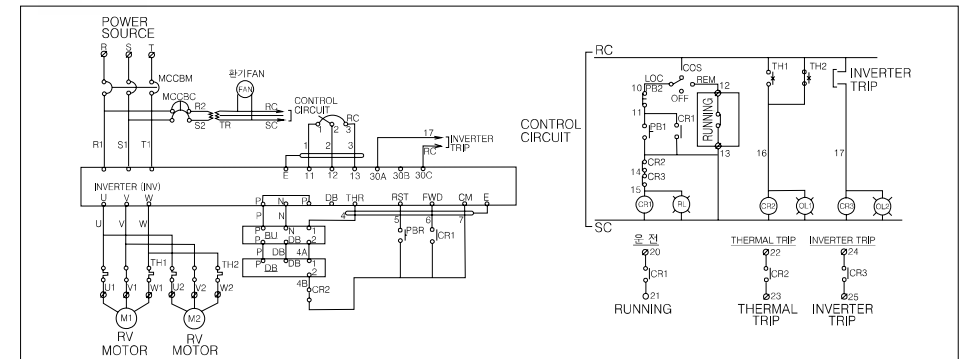 POWER
SOURCE
R S T
MCCBM
MCCBC
환기FAN
FAN
R2
S2
TR
RC
SC
CONTROL
CIRCUIT
RC
1 2 3
1 2 3
17
RC
INVERTER
TRIP
R1 S1 T1
E 11 12 13 30A 30B 30C
INVERTER (INV)
U V W
P N P DB THR RST FWD CM E
U V W
P N
4
5 6 7
P BU N 1
P DB 2
PBR
CR1
P DB 4A
P DB DB 1
2
4B
CR2
TH1
TH2
U1 V1 W1 U2 V2 W2
M1
M2
RV
MOTOR
RV
MOTOR
CONTROL
CIRCUIT
RC
COS
LOC
REM
OFF
10
PB2
12
11
PB1
CR1
RUNNING
13
CR2
14
CR3
15
CR1
RL
TH1
TH2
16
CR2
OL1
INVERTER
TRIP
17
CR3
OL2
SC
운 전
20
CR1
21
RUNNING
THERMAL TRIP
22
CR2
23
THERMAL
TRIP
INVERTER TRIP
24
CR3
25
INVERTER
TRIP